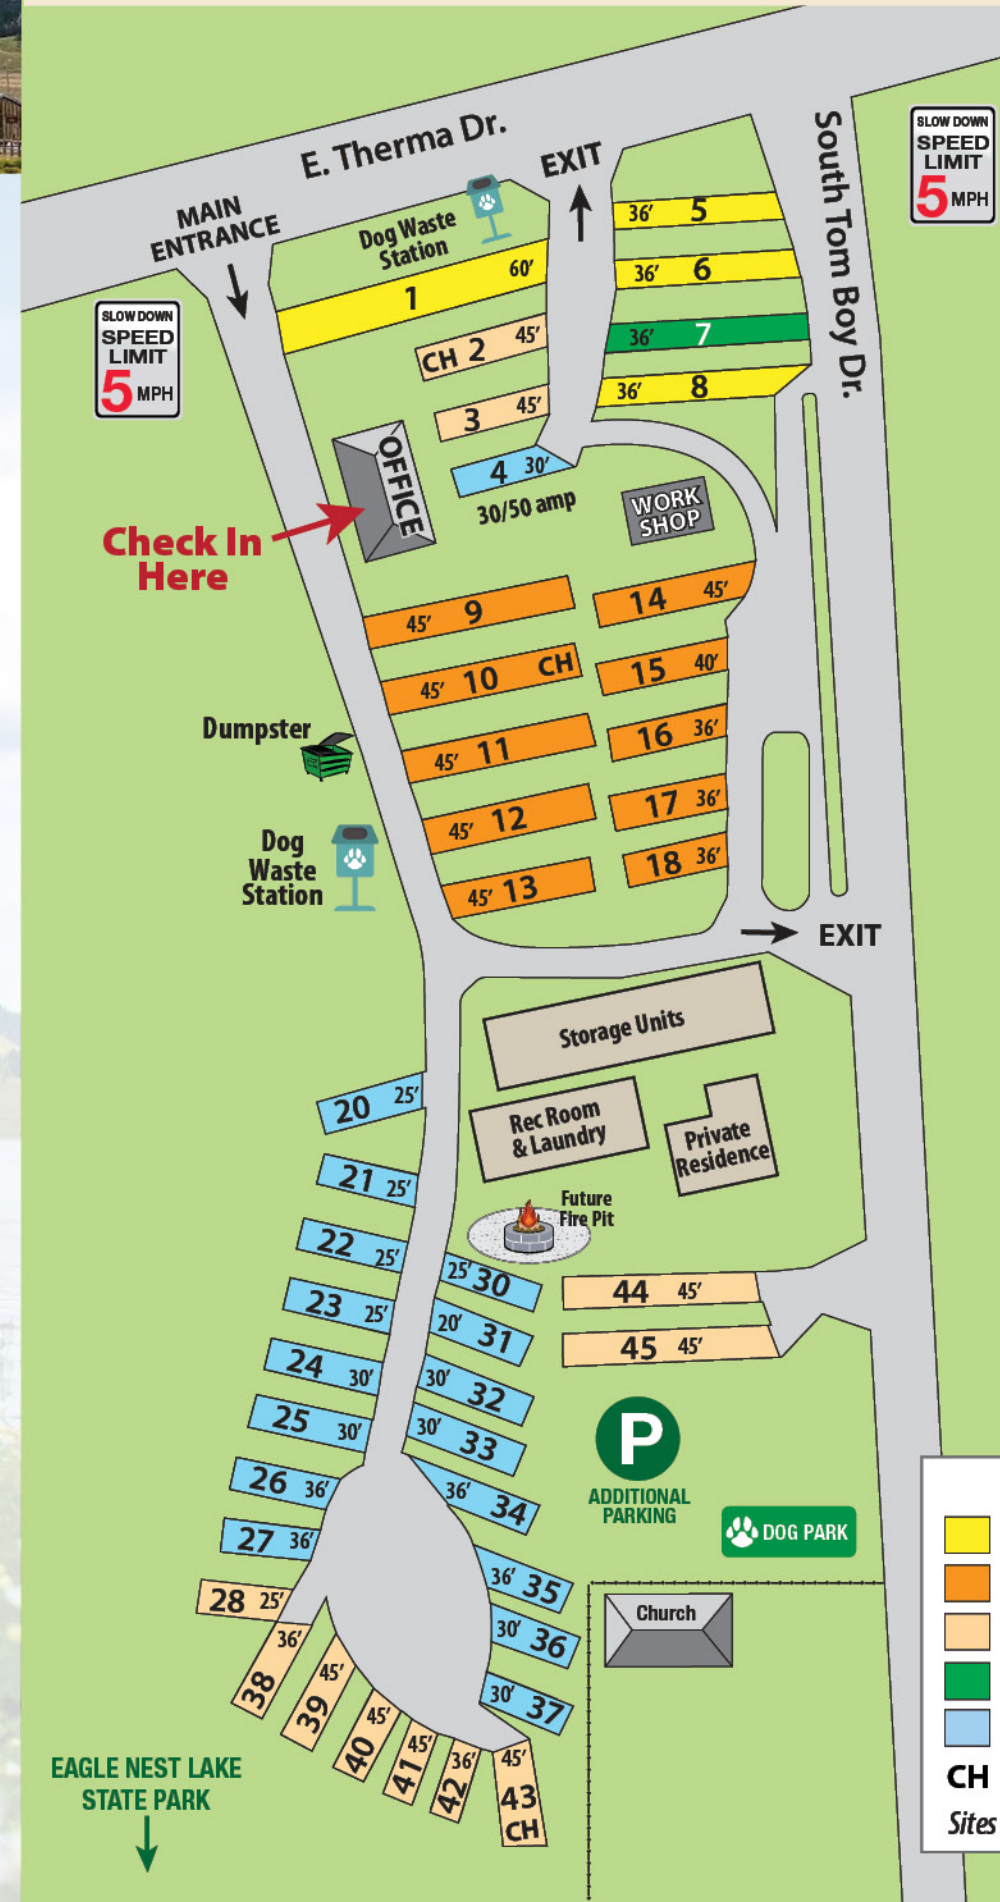 E. Therma Dr.
EXIT
South Tom Boy Dr.
SLOW DOWN
SPEED
LIMIT
5 MPH
MAIN
ENTRANCE
Dog Waste
Station
36' 5
36' 6
36' 7
36' 8
1 60'
CH 2 45'
3 45'
4 30'
30/50 amp
SLOW DOWN
SPEED
LIMIT
5 MPH
OFFICE
WORK
SHOP
Check In
Here
45' 9
45' 10 CH
45' 11
45' 12
45' 13
14 45'
15 40'
16 36'
17 36'
18 36'
Dumpster
Dog
Waste
Station
EXIT
Storage Units
Rec Room
& Laundry
Private
Residence
Future
Fire Pit
20 25'
21 25'
22 25'
23 25'
24 30'
25 30'
26 36'
27 36'
28 25'
25' 30
20' 31
30' 32
30' 33
36' 34
36' 35
30' 36
30' 37
44 45'
45 45'
P
ADDITIONAL
PARKING
DOG PARK
Church
38 36'
39 45'
40 45'
41 45'
42 36'
45'
43
CH
EAGLE NEST LAKE
STATE PARK
CH
Sites